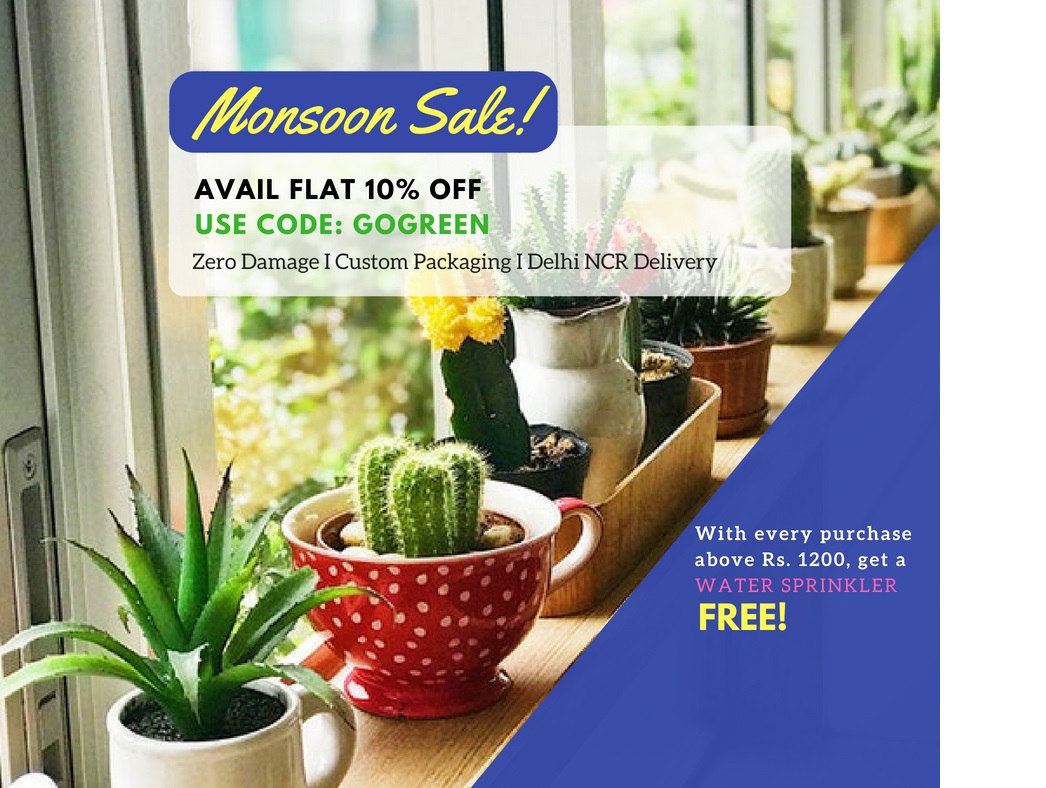 Monsoon Sale!
AVAIL FLAT 10% OFF
USE CODE: GOGREEN
Zero Damage I Custom Packaging I Delhi NCR Delivery
With every purchase
above Rs. 1200, get a
WATER SPRINKLER
FREE!